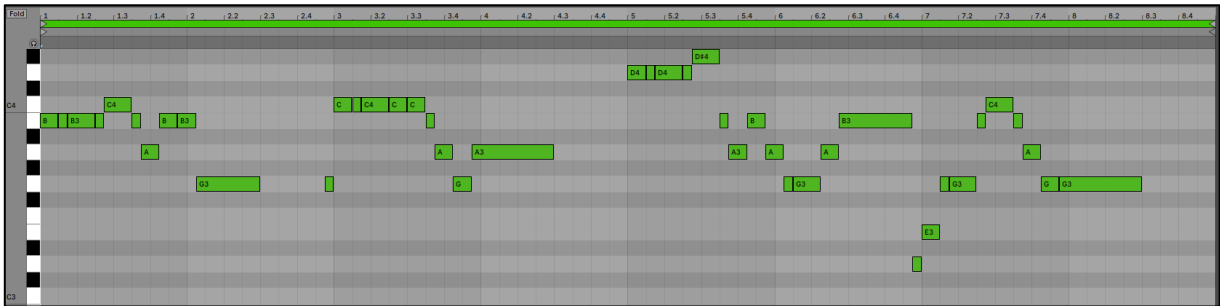 Fold 1 1.2 1.3 1.4 2 2.2 2.3 2.4 3 3.2 3.3 3.4 4 4.2 4.3 4.4 5 5.2 5.3 5.4 6 6.2 6.3 6.4 7 7.2 7.3 7.4 8 8.2 8.3 8.4
D#4
D4 D4
C4 C4 C C4 C C C4
B B3 B B3 B B3
A A A3 A3 A A A
G3 G G3 G3 G G3
E3
C3